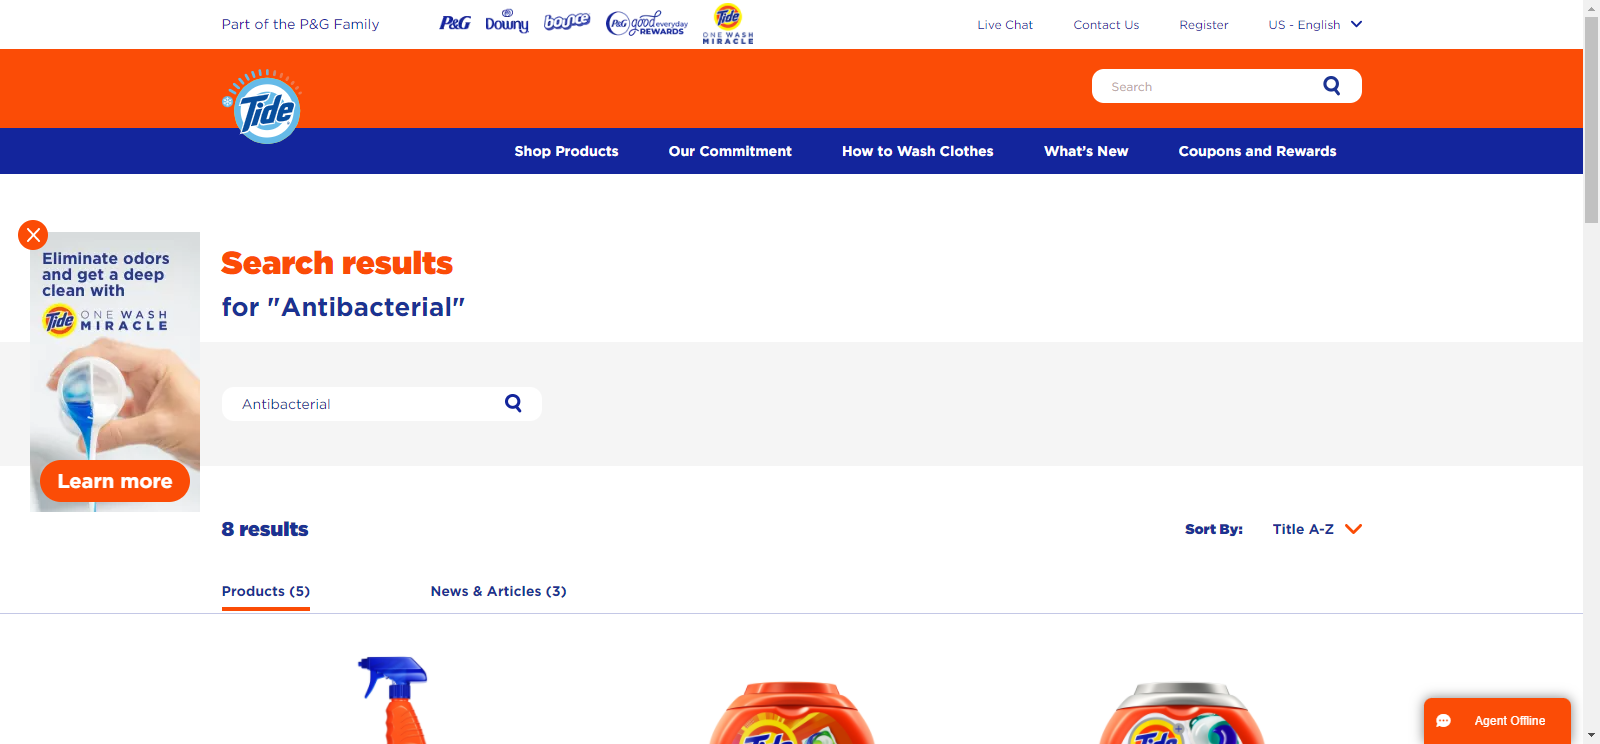 Part of the P&G Family
P&G
Downy
bounce
P&G good everyday
REWARDS
Tide
ONE WASH
MIRACLE
Live Chat
Contact Us
Register
US - English
Tide
Search
Shop Products
Our Commitment
How to Wash Clothes
What's New
Coupons and Rewards
Eliminate odors
and get a deep
clean with
Tide
ONE WASH
MIRACLE
Learn more
Search results
for "Antibacterial"
Antibacterial
8 results
Sort By:
Title A-Z
Products (5)
News & Articles (3)
Tide
Tide
Agent Offline